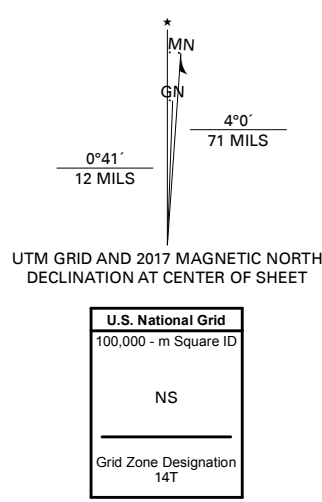 ★
MN
GN
4°0´
71 MILS
0°41´
12 MILS
UTM GRID AND 2017 MAGNETIC NORTH
DECLINATION AT CENTER OF SHEET
U.S. National Grid
100,000 - m Square ID
NS
Grid Zone Designation
14T